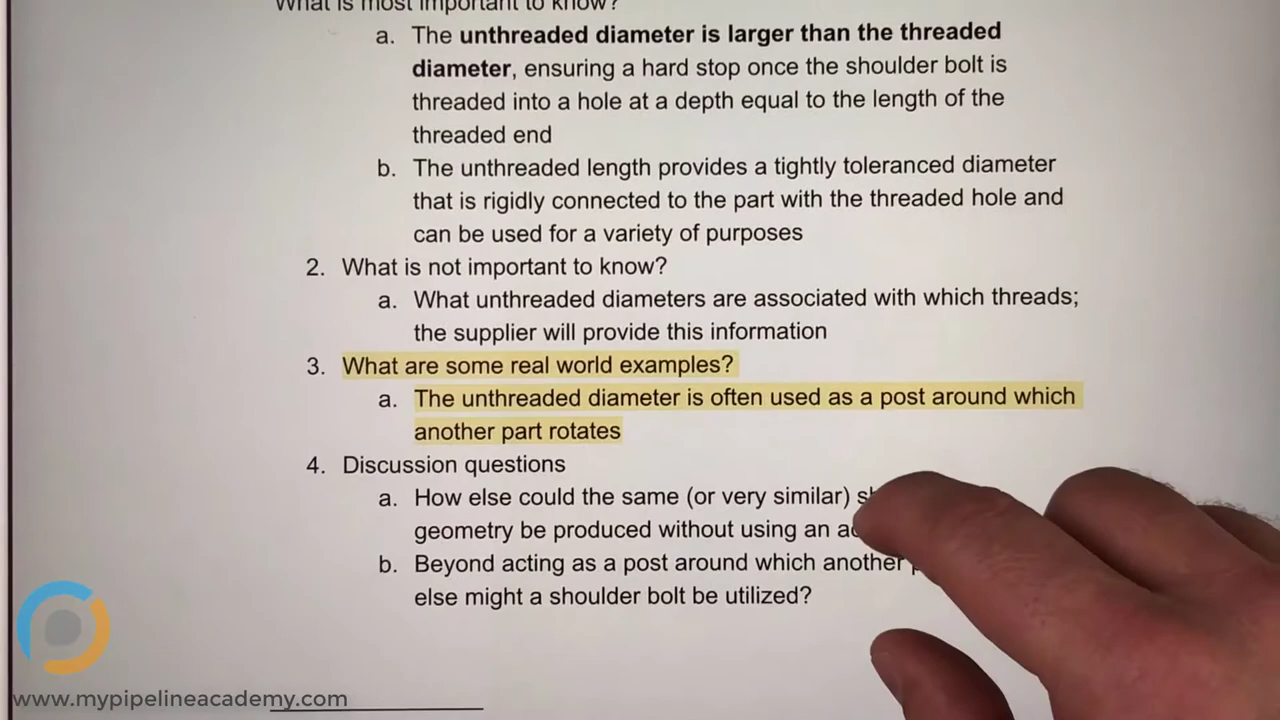 What is most important to know?
a. The unthreaded diameter is larger than the threaded
diameter, ensuring a hard stop once the shoulder bolt is
threaded into a hole at a depth equal to the length of the
threaded end
b. The unthreaded length provides a tightly toleranced diameter
that is rigidly connected to the part with the threaded hole and
can be used for a variety of purposes
2. What is not important to know?
a. What unthreaded diameters are associated with which threads;
the supplier will provide this information
3. What are some real world examples?
a. The unthreaded diameter is often used as a post around which
another part rotates
4. Discussion questions
a. How else could the same (or very similar)
geometry be produced without using an
b. Beyond acting as a post around which another
else might a shoulder bolt be utilized?
www.mypipelineacademy.com